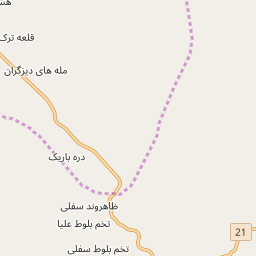 قلعه ترک
مله های دیزگران
دره باریک
ظاهروند سفلی
تخم بلوط علیا
21
تخم بلوط سفلی